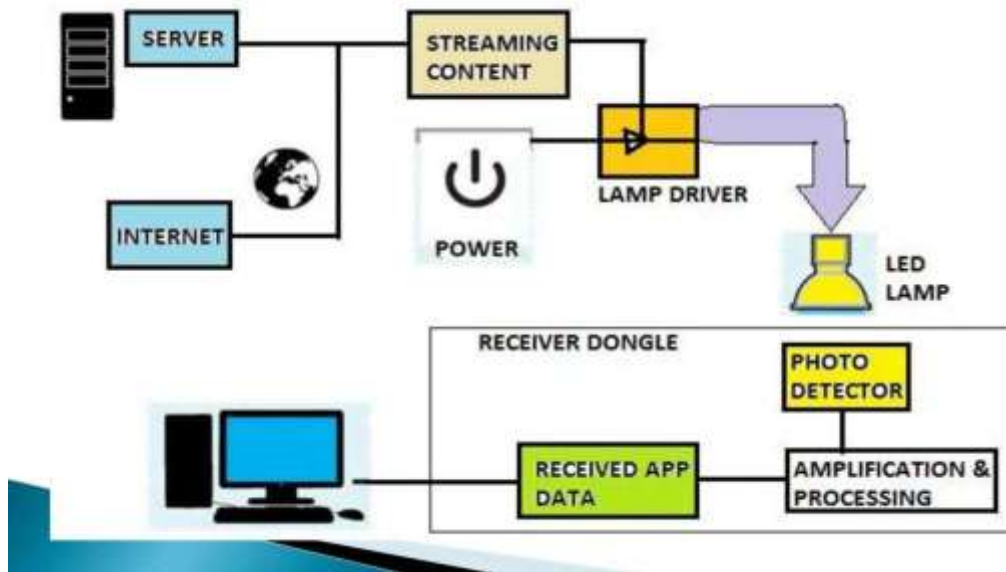 SERVER
STREAMING
CONTENT
INTERNET
POWER
LAMP DRIVER
LED
LAMP
RECEIVER DONGLE
PHOTO
DETECTOR
RECEIVED APP
DATA
AMPLIFICATION &
PROCESSING